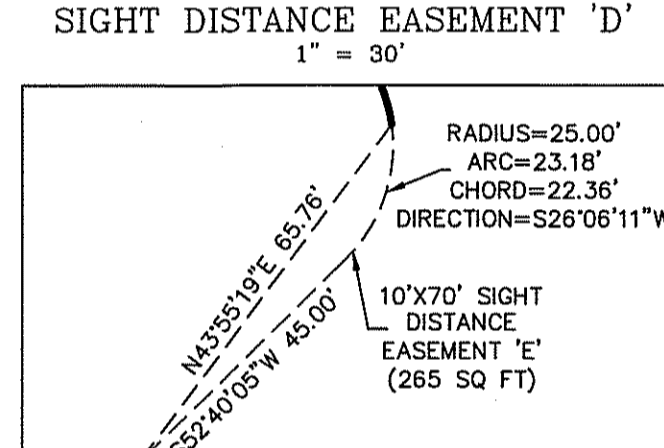 SIGHT DISTANCE EASEMENT 'D'
1" = 30'
RADIUS=25.00'
ARC=23.18'
CHORD=22.36'
DIRECTION=S26°06'11"W
N43°55'19"E 65.76'
S52°40'05"W 45.00'
10'X70' SIGHT
DISTANCE
EASEMENT 'E'
(265 SQ FT)